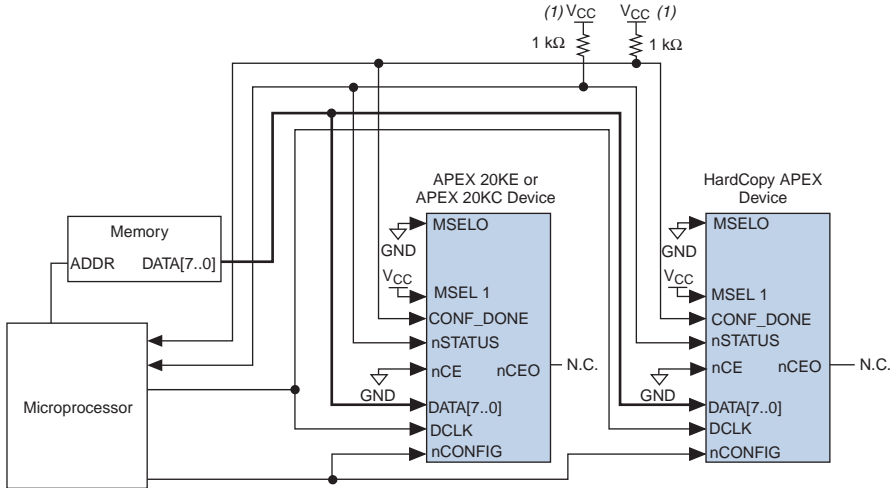 (1) VCC VCC (1)
1 kΩ 1 kΩ
APEX 20KE or
APEX 20KC Device
HardCopy APEX
Device
Memory
ADDR DATA[7..0]
Microprocessor
MSEL0
GND
VCC
MSEL 1
CONF_DONE
nSTATUS
nCE nCEO N.C.
GND
DATA[7..0]
DCLK
nCONFIG
MSEL0
GND
VCC
MSEL 1
CONF_DONE
nSTATUS
nCE nCEO N.C.
GND
DATA[7..0]
DCLK
nCONFIG